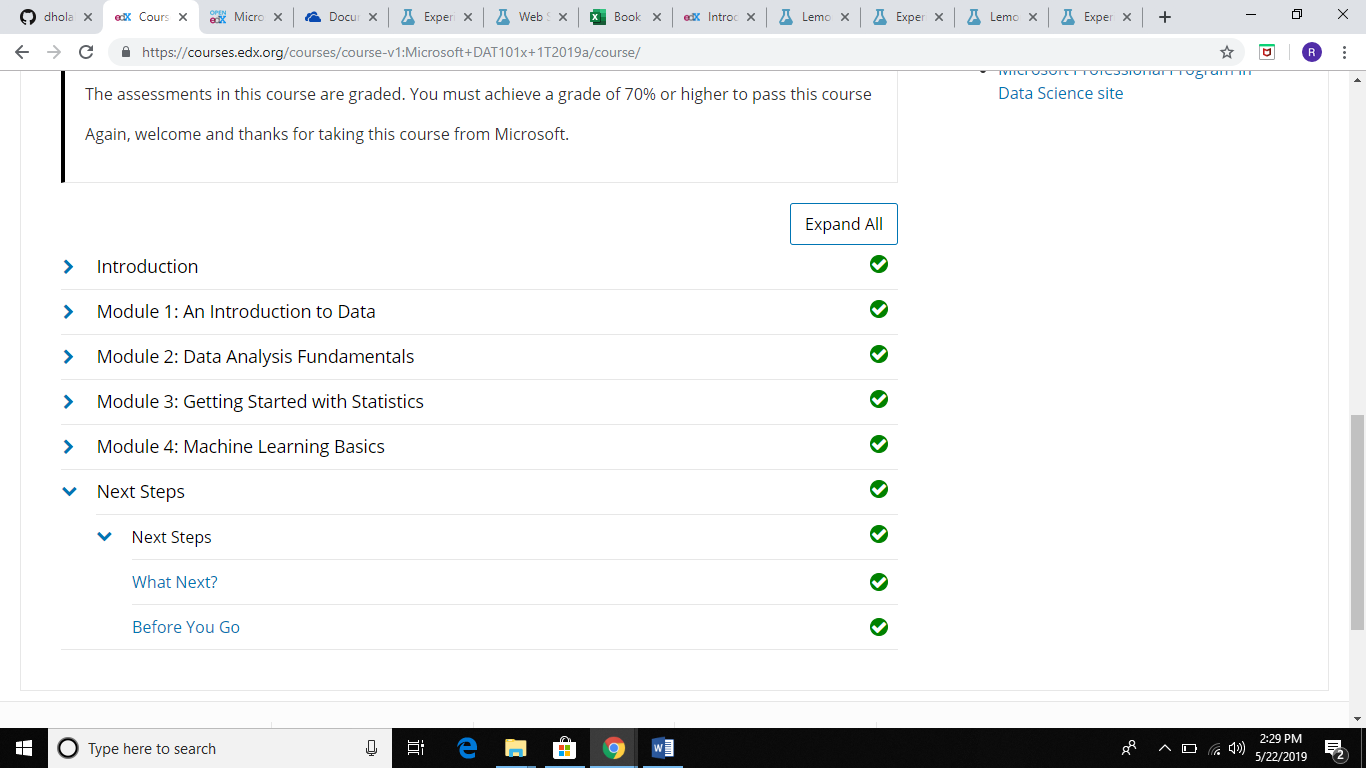 dhola
Cours
Micro
Docu
Exper
Web S
Book
Introd
Lemo
Exper
Lemo
Exper
https://courses.edx.org/courses/course-v1:Microsoft+DAT101x+1T2019a/course/
R
The assessments in this course are graded. You must achieve a grade of 70% or higher to pass this course
Again, welcome and thanks for taking this course from Microsoft.
Microsoft Professional Program in
Data Science site
Expand All
Introduction
Module 1: An Introduction to Data
Module 2: Data Analysis Fundamentals
Module 3: Getting Started with Statistics
Module 4: Machine Learning Basics
Next Steps
Next Steps
What Next?
Before You Go
Type here to search
2:29 PM
5/22/2019
2